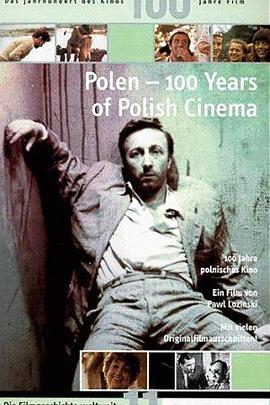 Das Jahrhundert des Kinos
100
Jahre Film
Polen – 100 Years
of Polish Cinema
100 Jahre
polnisches Kino
Ein Film von
Pawl Lozinski
Mit vielen
Originalfilmausschnitten!
Die Filmgeschichte weltweit
11